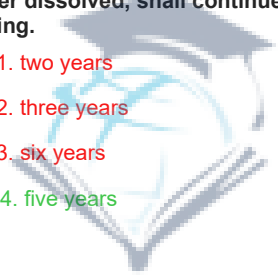 er dissolved, shall continue
ing.
1. two years
2. three years
3. six years
4. five years